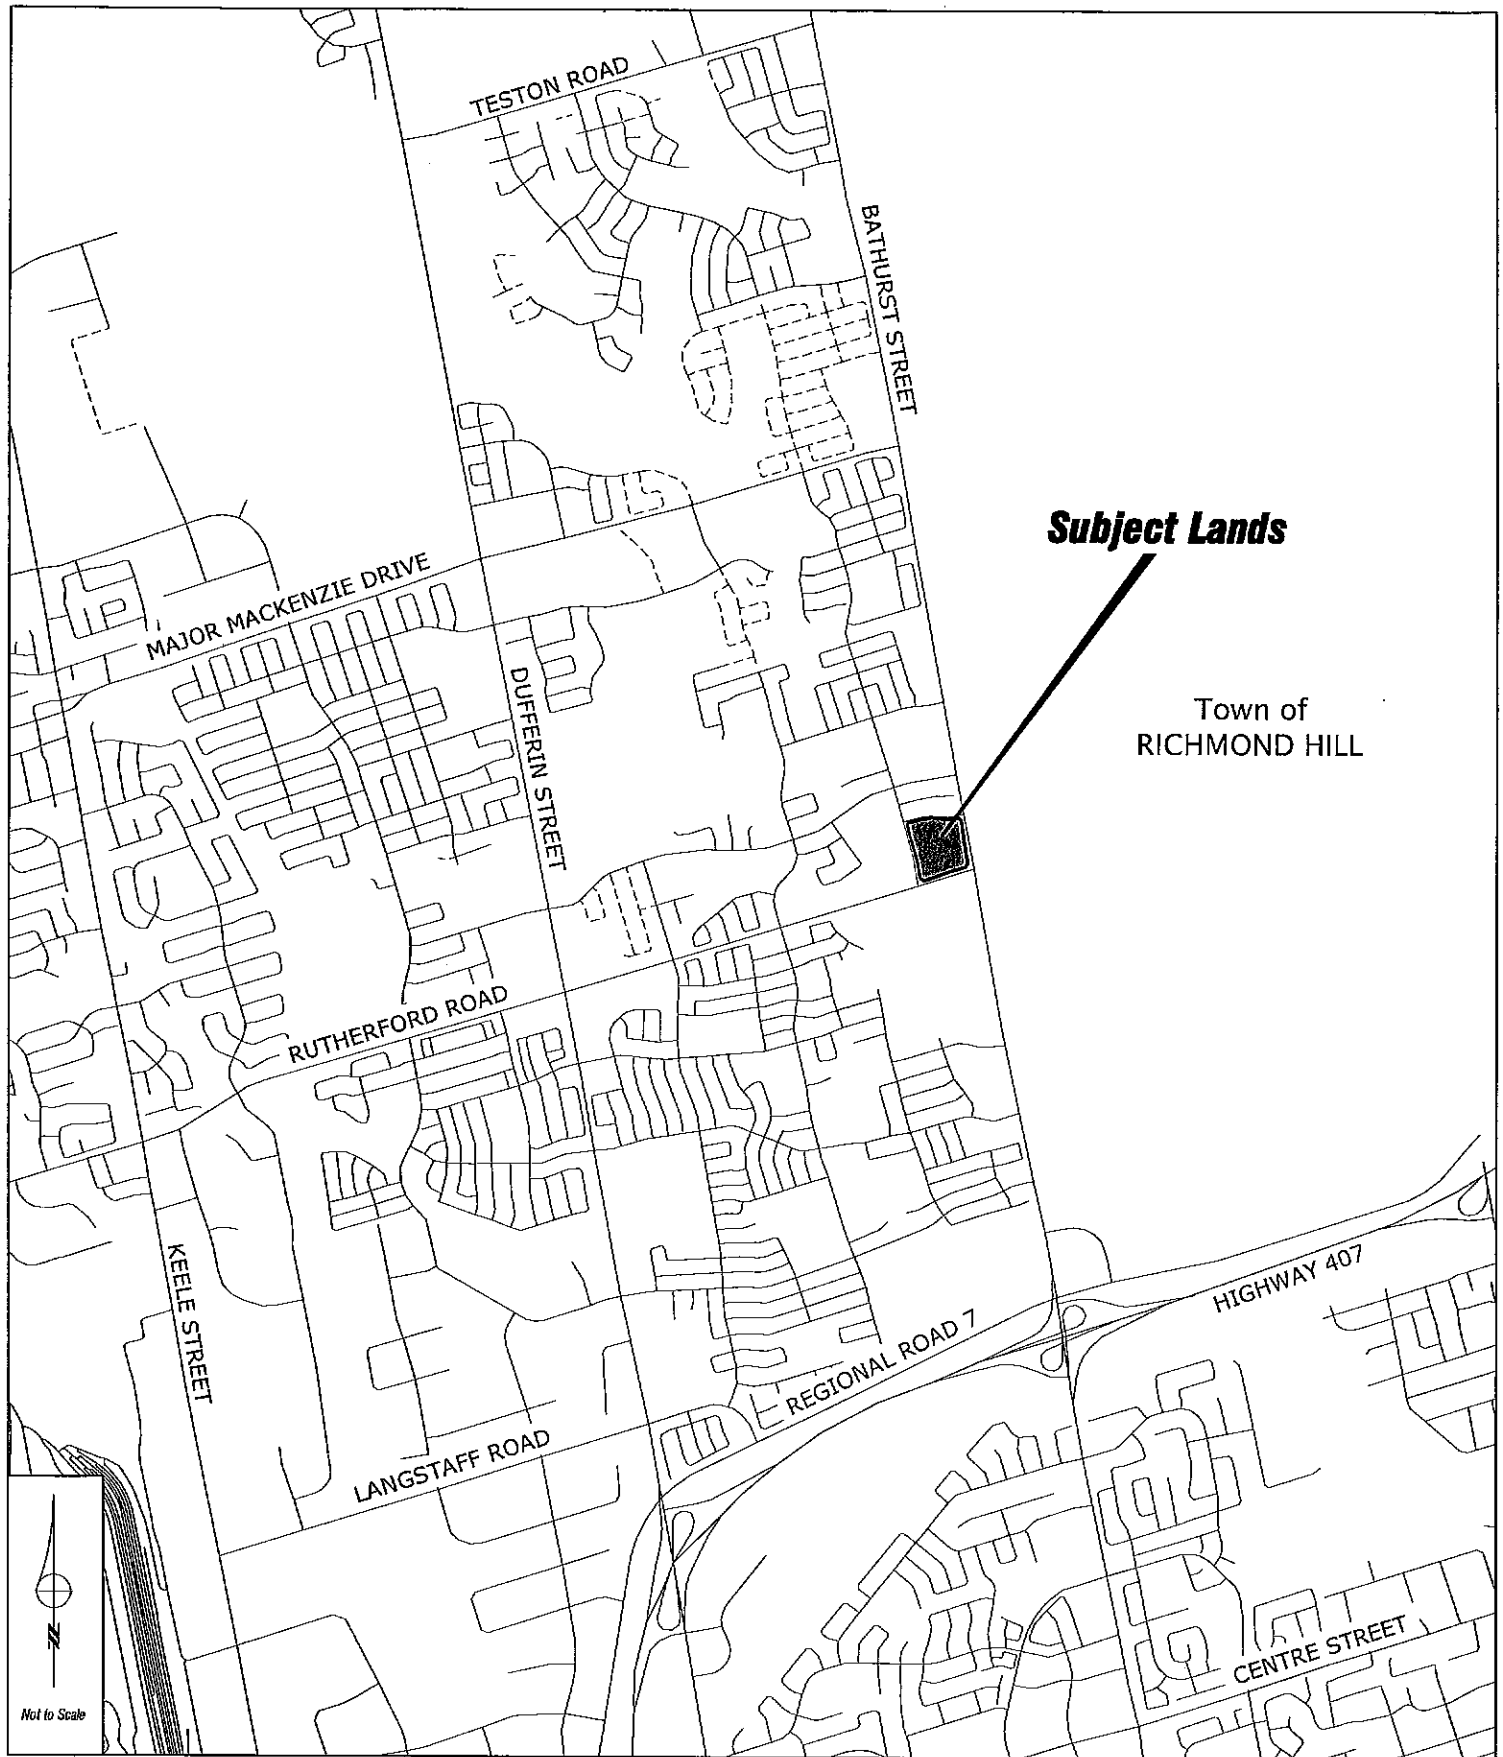 TESTON ROAD
BATHURST STREET
Subject Lands
MAJOR MACKENZIE DRIVE
Town of
RICHMOND HILL
DUFFERIN STREET
RUTHERFORD ROAD
KEELE STREET
HIGHWAY 407
REGIONAL ROAD 7
LANGSTAFF ROAD
CENTRE STREET
N
Not to Scale